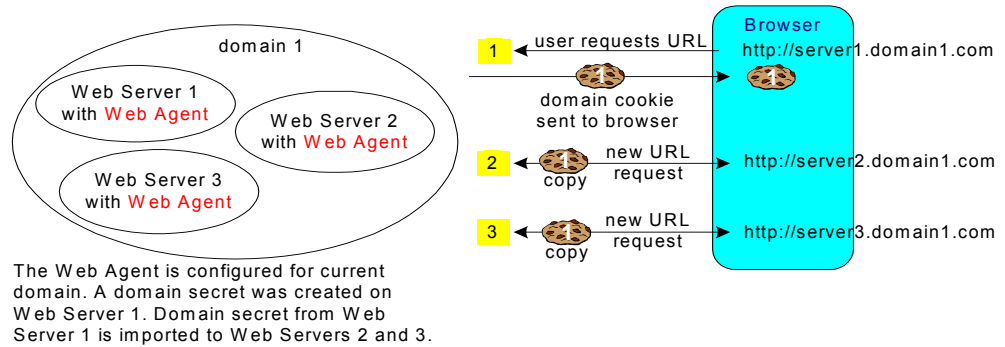 domain 1
Web Server 1
with Web Agent
Web Server 2
with Web Agent
Web Server 3
with Web Agent
The Web Agent is configured for current
domain. A domain secret was created on
Web Server 1. Domain secret from Web
Server 1 is imported to Web Servers 2 and 3.
Browser
1
user requests URL
http://server1.domain1.com
1
1
domain cookie
sent to browser
2
1
copy
new URL
request
http://server2.domain1.com
3
1
copy
new URL
request
http://server3.domain1.com